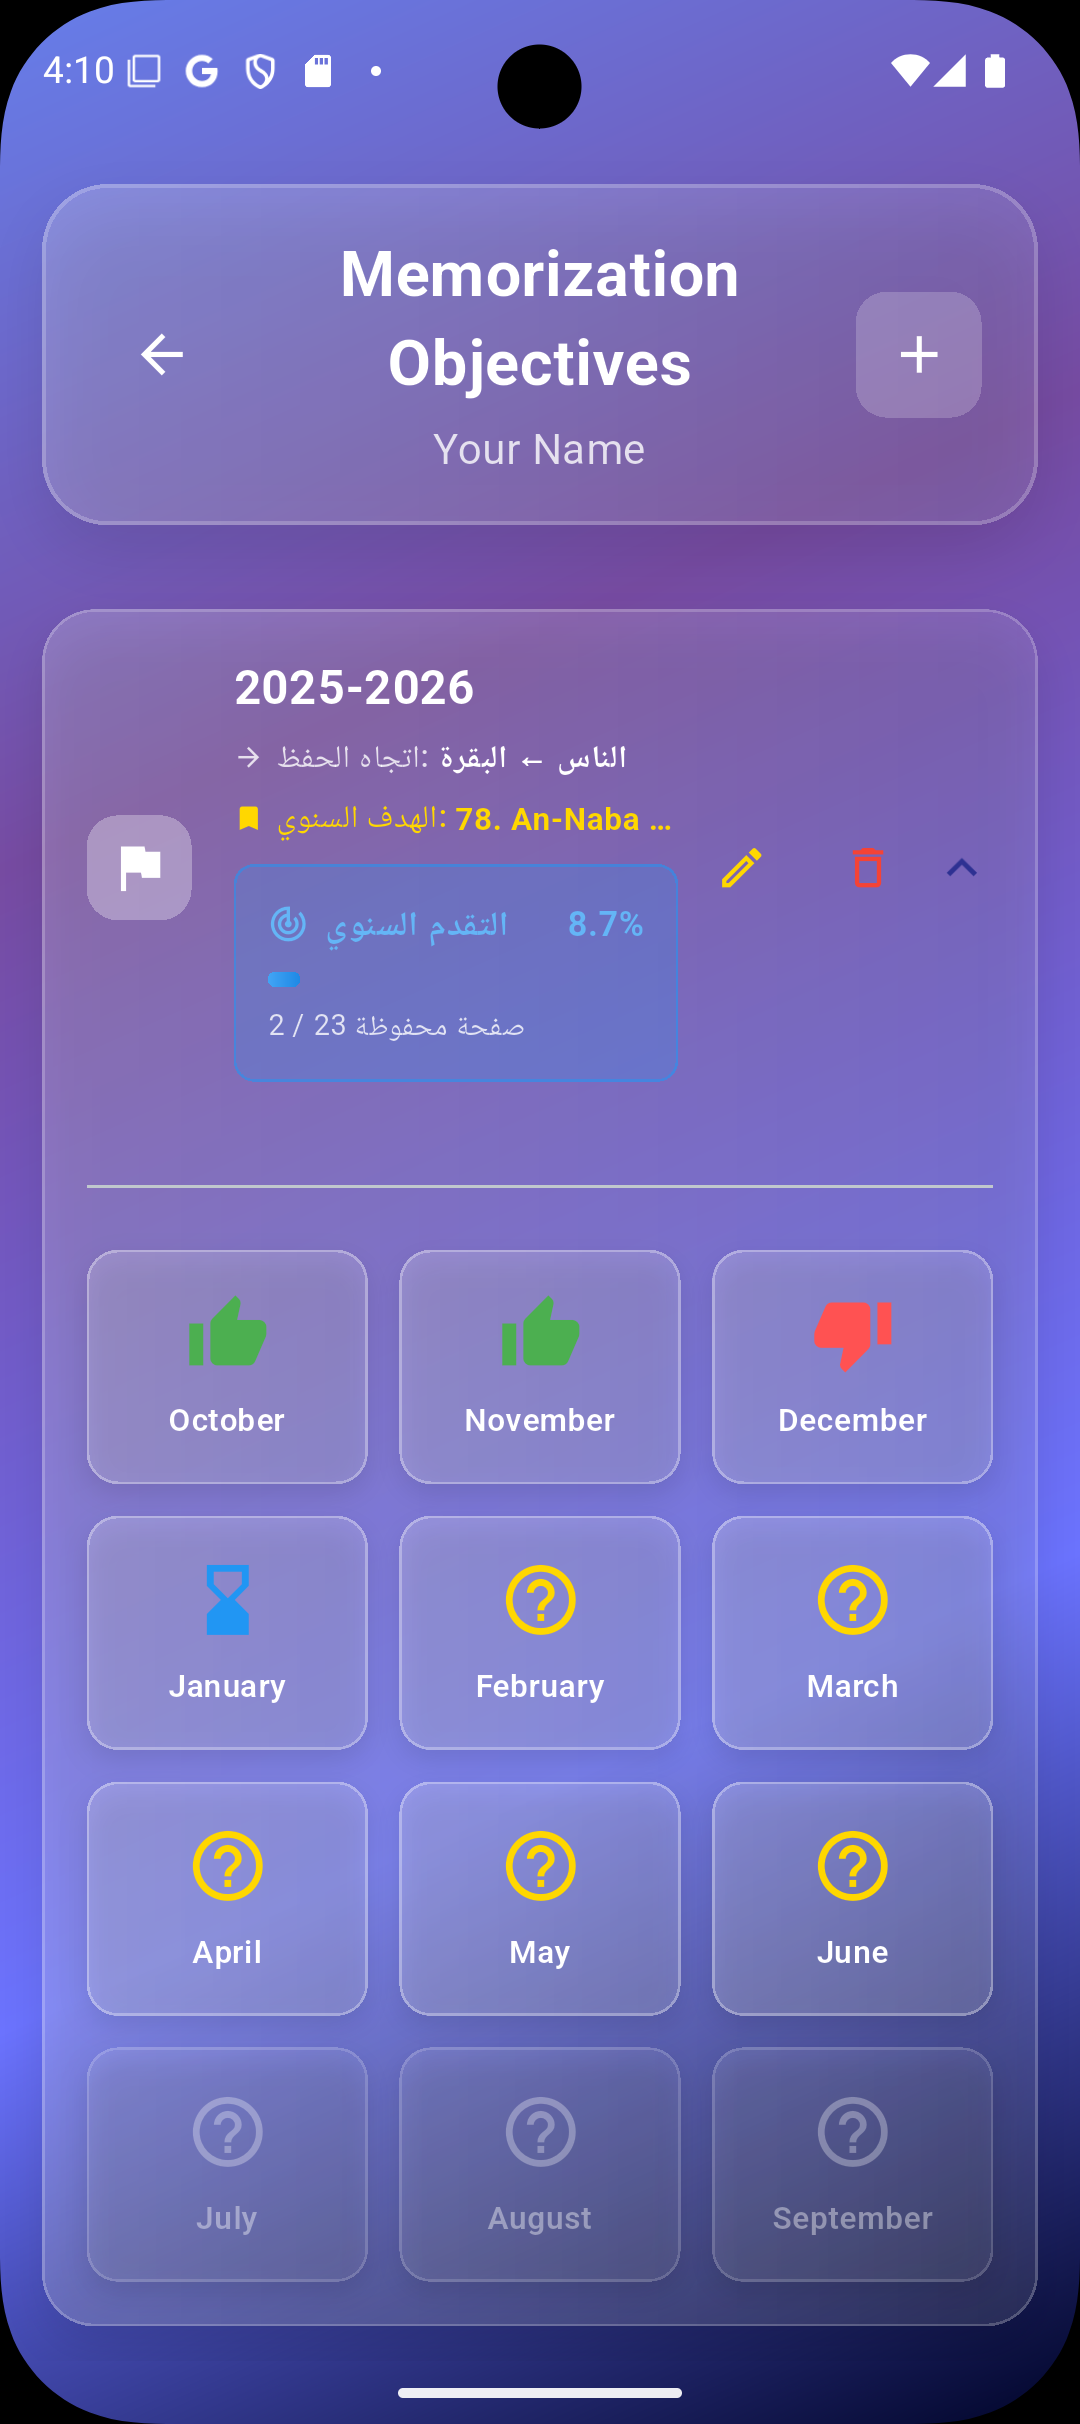 4:10
Memorization
Objectives
Your Name
2025-2026
اتجاه الحفظ: الناس ← البقرة
الهدف السنوي: 78. An-Naba ...
التقدم السنوي 8.7%
2 / 23 صفحة محفوظة
October November December
January February March
April May June
July August September